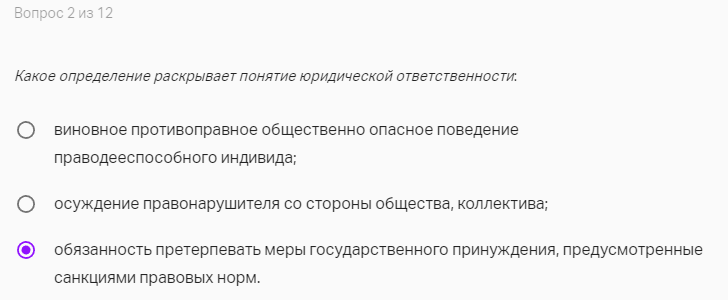 Вопрос 2 из 12
Какое определение раскрывает понятие юридической ответственности:
виновное противоправное общественно опасное поведение
праводееспособного индивида;
осуждение правонарушителя со стороны общества, коллектива;
обязанность претерпевать меры государственного принуждения, предусмотренные
санкциями правовых норм.